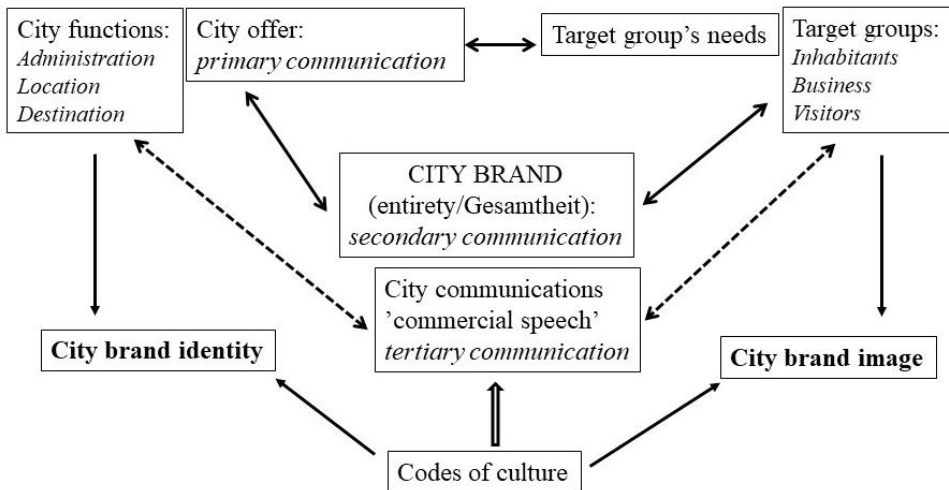 City functions:
Administration
Location
Destination
City offer:
primary communication
Target group's needs
Target groups:
Inhabitants
Business
Visitors
CITY BRAND
(entirety/Gesamtheit):
secondary communication
City communications
’commercial speech’
tertiary communication
City brand identity
City brand image
Codes of culture